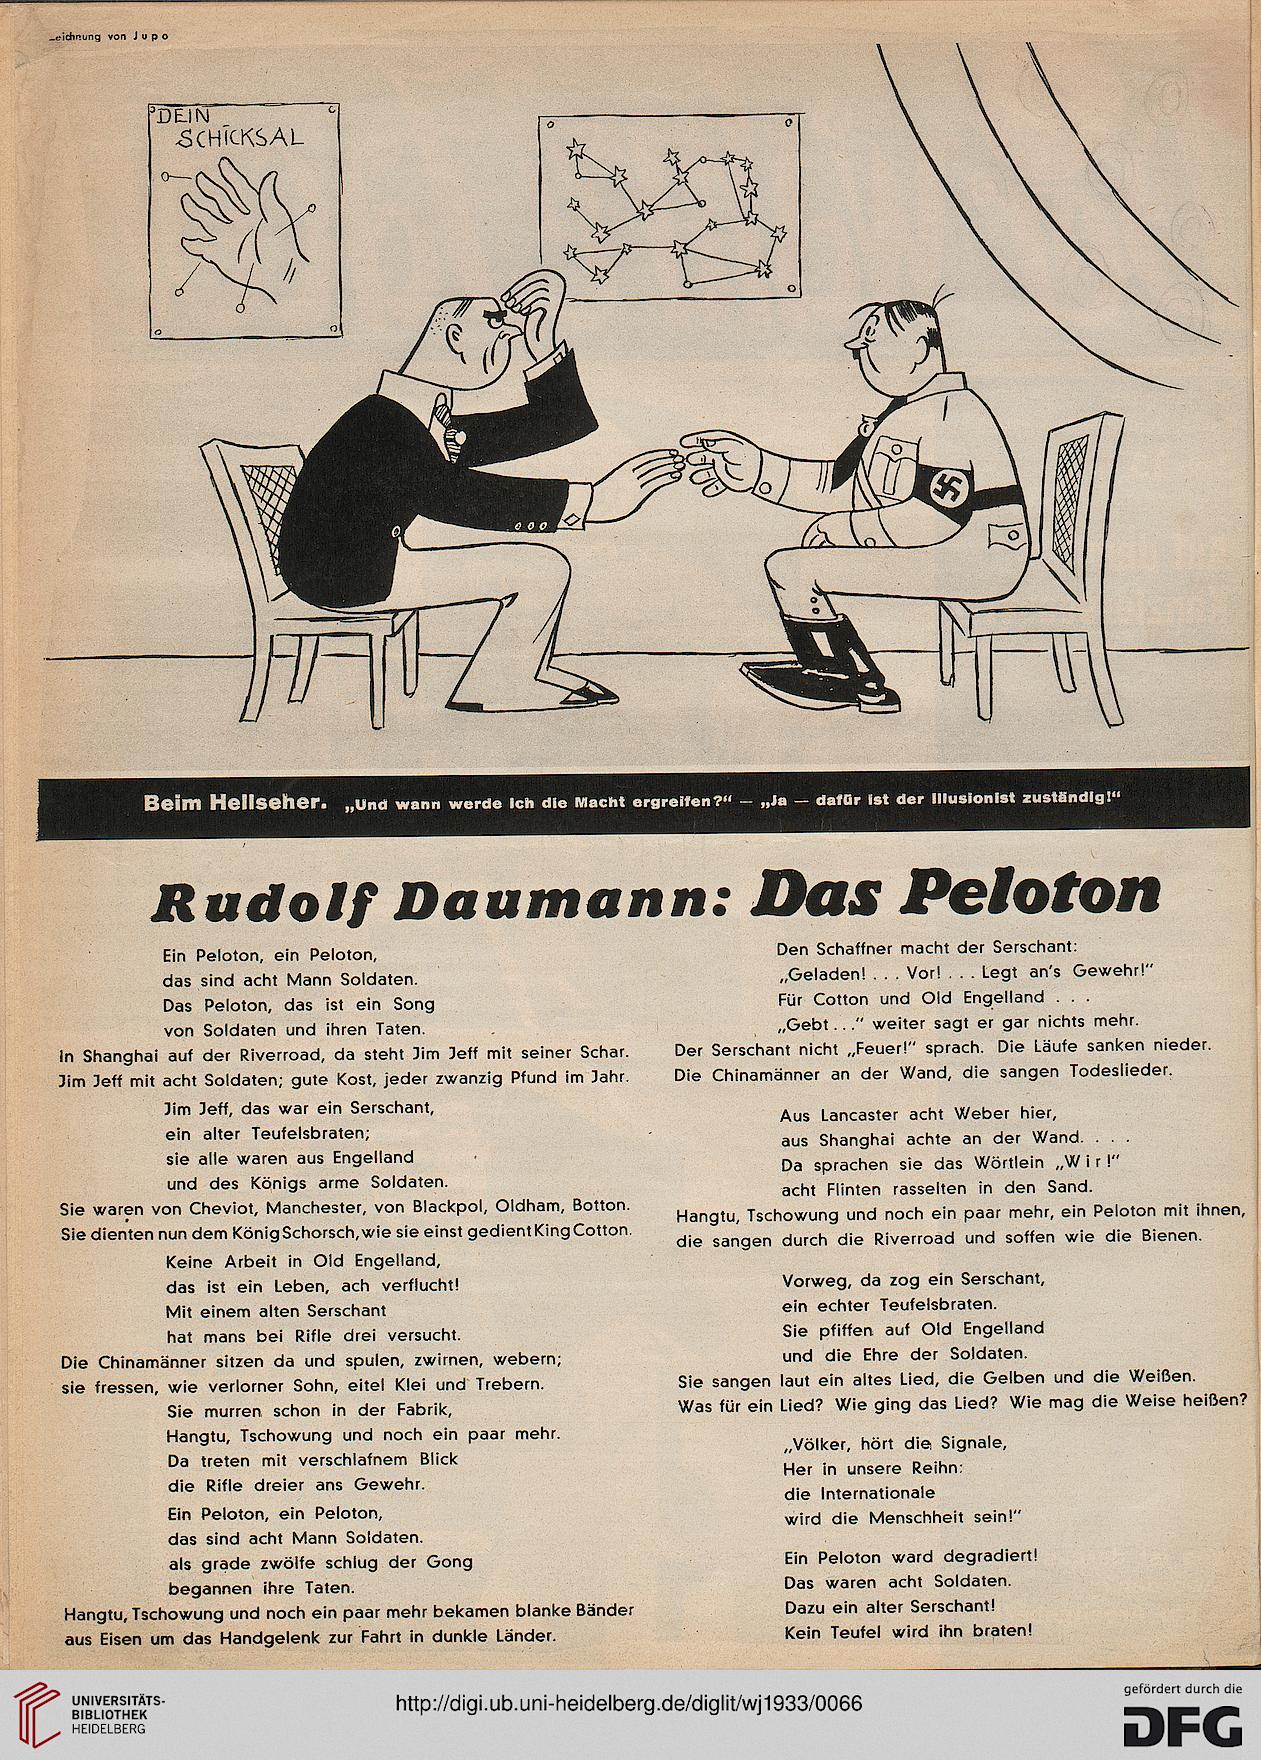 Zeichnung von Jupo
DEIN
SCHICKSAL
Beim Hellseher. „Und wann werde ich die Macht ergreifen?“ — „Ja — dafür ist der Illusionist zuständig!“
Rudolf Daumann: Das Peloton
Ein Peloton, ein Peloton,
das sind acht Mann Soldaten.
Das Peloton, das ist ein Song
von Soldaten und ihren Taten.
In Shanghai auf der Riverroad, da steht Jim Jeff mit seiner Schar.
Jim Jeff mit acht Soldaten; gute Kost, jeder zwanzig Pfund im Jahr.
Jim Jeff, das war ein Serschant,
ein alter Teufelsbraten;
sie alle waren aus Engelland
und des Königs arme Soldaten.
Sie waren von Cheviot, Manchester, von Blackpol, Oldham, Botton.
Sie dienten nun dem König Schorsch, wie sie einst gedient King Cotton.
Keine Arbeit in Old Engelland,
das ist ein Leben, ach verflucht!
Mit einem alten Serschant
hat mans bei Rifle drei versucht.
Die Chinamänner sitzen da und spulen, zwirnen, webern;
sie fressen, wie verlorner Sohn, eitel Klei und Trebern.
Sie murren schon in der Fabrik,
Hangtu, Tschowung und noch ein paar mehr.
Da treten mit verschlafnem Blick
die Rifle dreier ans Gewehr.
Ein Peloton, ein Peloton,
das sind acht Mann Soldaten.
als grade zwölfe schlug der Gong
begannen ihre Taten.
Hangtu, Tschowung und noch ein paar mehr bekamen blanke Bänder
aus Eisen um das Handgelenk zur Fahrt in dunkle Länder.
Den Schaffner macht der Serschant:
„Geladen! . . . Vor! . . . Legt an's Gewehr!“
Für Cotton und Old Engelland . . .
„Gebt . . .“ weiter sagt er gar nichts mehr.
Der Serschant nicht „Feuer!“ sprach. Die Läufe sanken nieder.
Die Chinamänner an der Wand, die sangen Todeslieder.
Aus Lancaster acht Weber hier,
aus Shanghai achte an der Wand. . . .
Da sprachen sie das Wörtlein „Wir!“
acht Flinten rasselten in den Sand.
Hangtu, Tschowung und noch ein paar mehr, ein Peloton mit ihnen,
die sangen durch die Riverroad und soffen wie die Bienen.
Vorweg, da zog ein Serschant,
ein echter Teufelsbraten.
Sie pfiffen auf Old Engelland
und die Ehre der Soldaten.
Sie sangen laut ein altes Lied, die Gelben und die Weißen.
Was für ein Lied? Wie ging das Lied? Wie mag die Weise heißen?
„Völker, hört die Signale,
Her in unsere Reihn:
die Internationale
wird die Menschheit sein!“
Ein Peloton ward degradiert!
Das waren acht Soldaten.
Dazu ein alter Serschant!
Kein Teufel wird ihn braten!
UNIVERSITÄTS-
BIBLIOTHEK
HEIDELBERG
http://digi.ub.uni-heidelberg.de/diglit/wj1933/0066
gefördert durch die
DFG